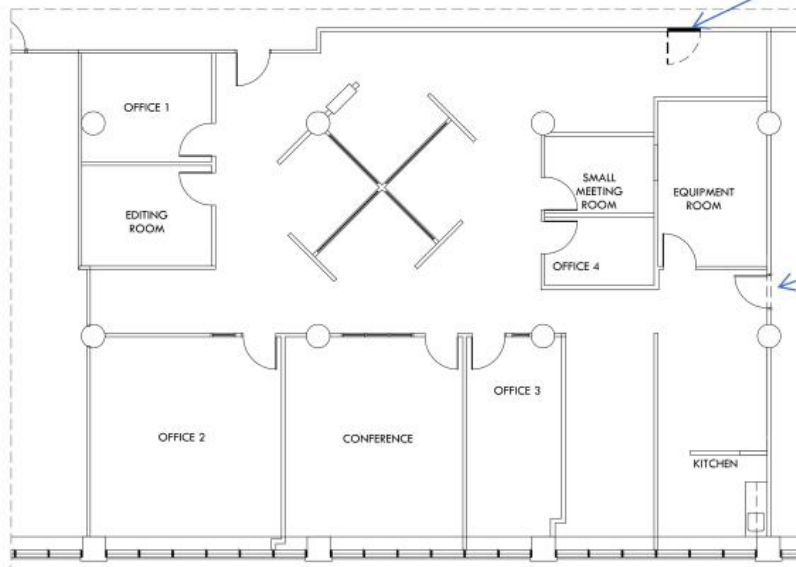 OFFICE 1
SMALL
MEETING
ROOM
EQUIPMENT
ROOM
EDITING
ROOM
OFFICE 4
OFFICE 3
OFFICE 2
CONFERENCE
KITCHEN